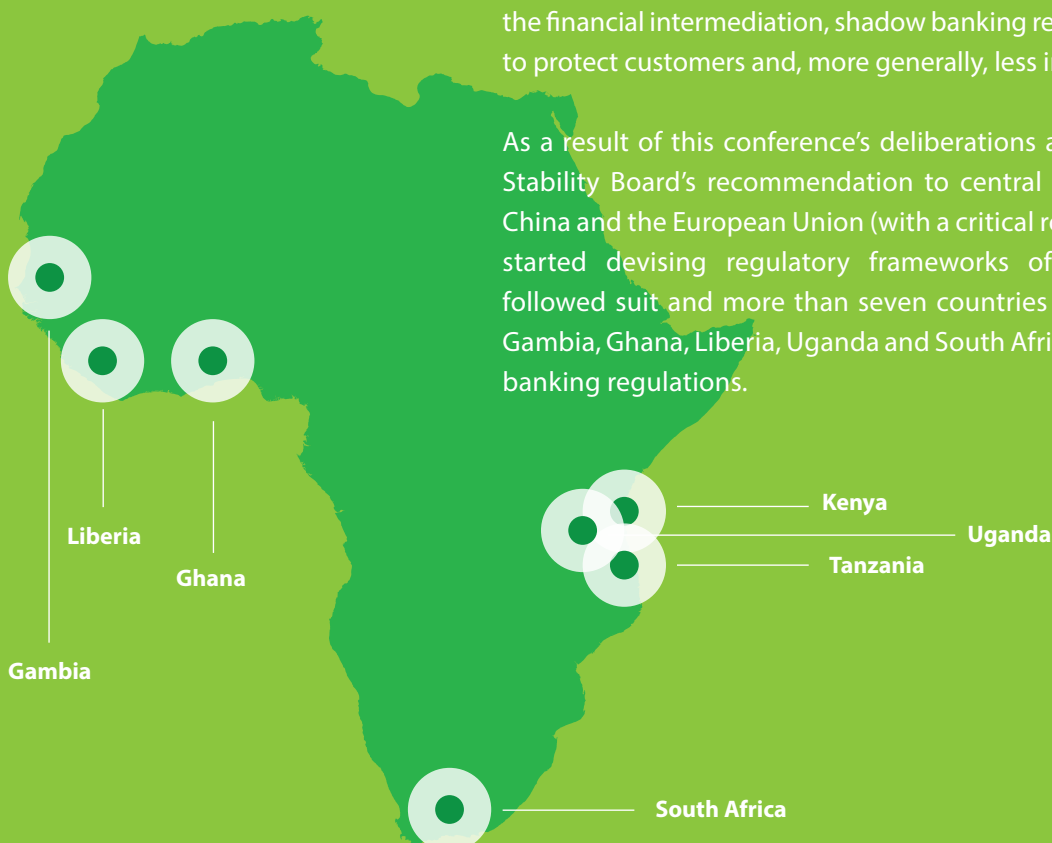 the financial intermediation, shadow banking
to protect customers and, more generally, less
As a result of this conference’s deliberations
Stability Board’s recommendation to central
China and the European Union (with a critical
started devising regulatory frameworks of
followed suit and more than seven countries
Gambia, Ghana, Liberia, Uganda and South
banking regulations.
Kenya
Uganda
Liberia
Tanzania
Ghana
Gambia
South Africa